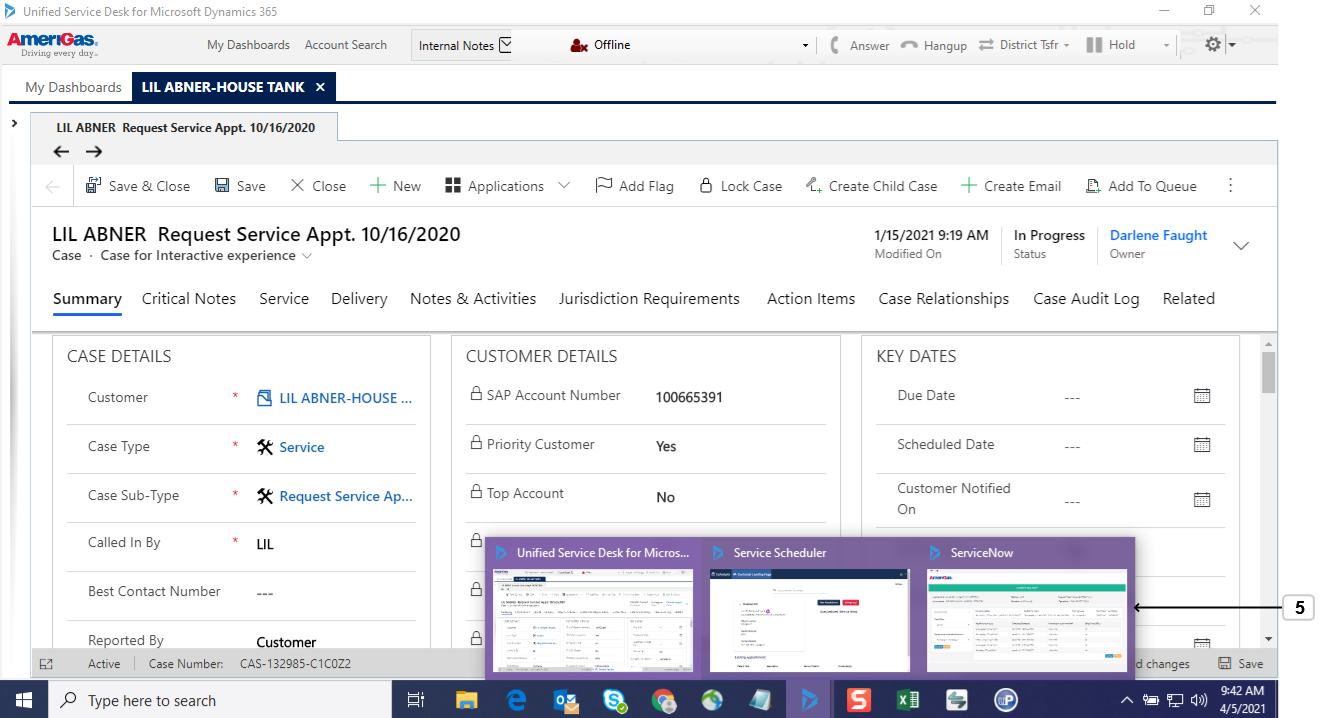 Unified Service Desk for Microsoft Dynamics 365
AmeriGas
Driving every day
My Dashboards Account Search Internal Notes Offline Answer Hangup District Tsfr Hold
My Dashboards LIL ABNER-HOUSE TANK ×
LIL ABNER Request Service Appt. 10/16/2020
Save & Close Save Close New Applications Add Flag Lock Case Create Child Case Create Email Add To Queue
LIL ABNER Request Service Appt. 10/16/2020
Case · Case for Interactive experience
1/15/2021 9:19 AM In Progress Darlene Faught
Modified On Status Owner
Summary Critical Notes Service Delivery Notes & Activities Jurisdiction Requirements Action Items Case Relationships Case Audit Log Related
CASE DETAILS
Customer * LIL ABNER-HOUSE ...
Case Type * Service
Case Sub-Type * Request Service Ap...
Called In By * LIL
Best Contact Number ---
Reported By Customer
CUSTOMER DETAILS
SAP Account Number 100665391
Priority Customer Yes
Top Account No
KEY DATES
Due Date ---
Scheduled Date ---
Customer Notified
On ---
Unified Service Desk for Micros... Service Scheduler ServiceNow
5
Active Case Number: CAS-132985-C1C0Z2 d changes Save
Type here to search
9:42 AM
4/5/2021